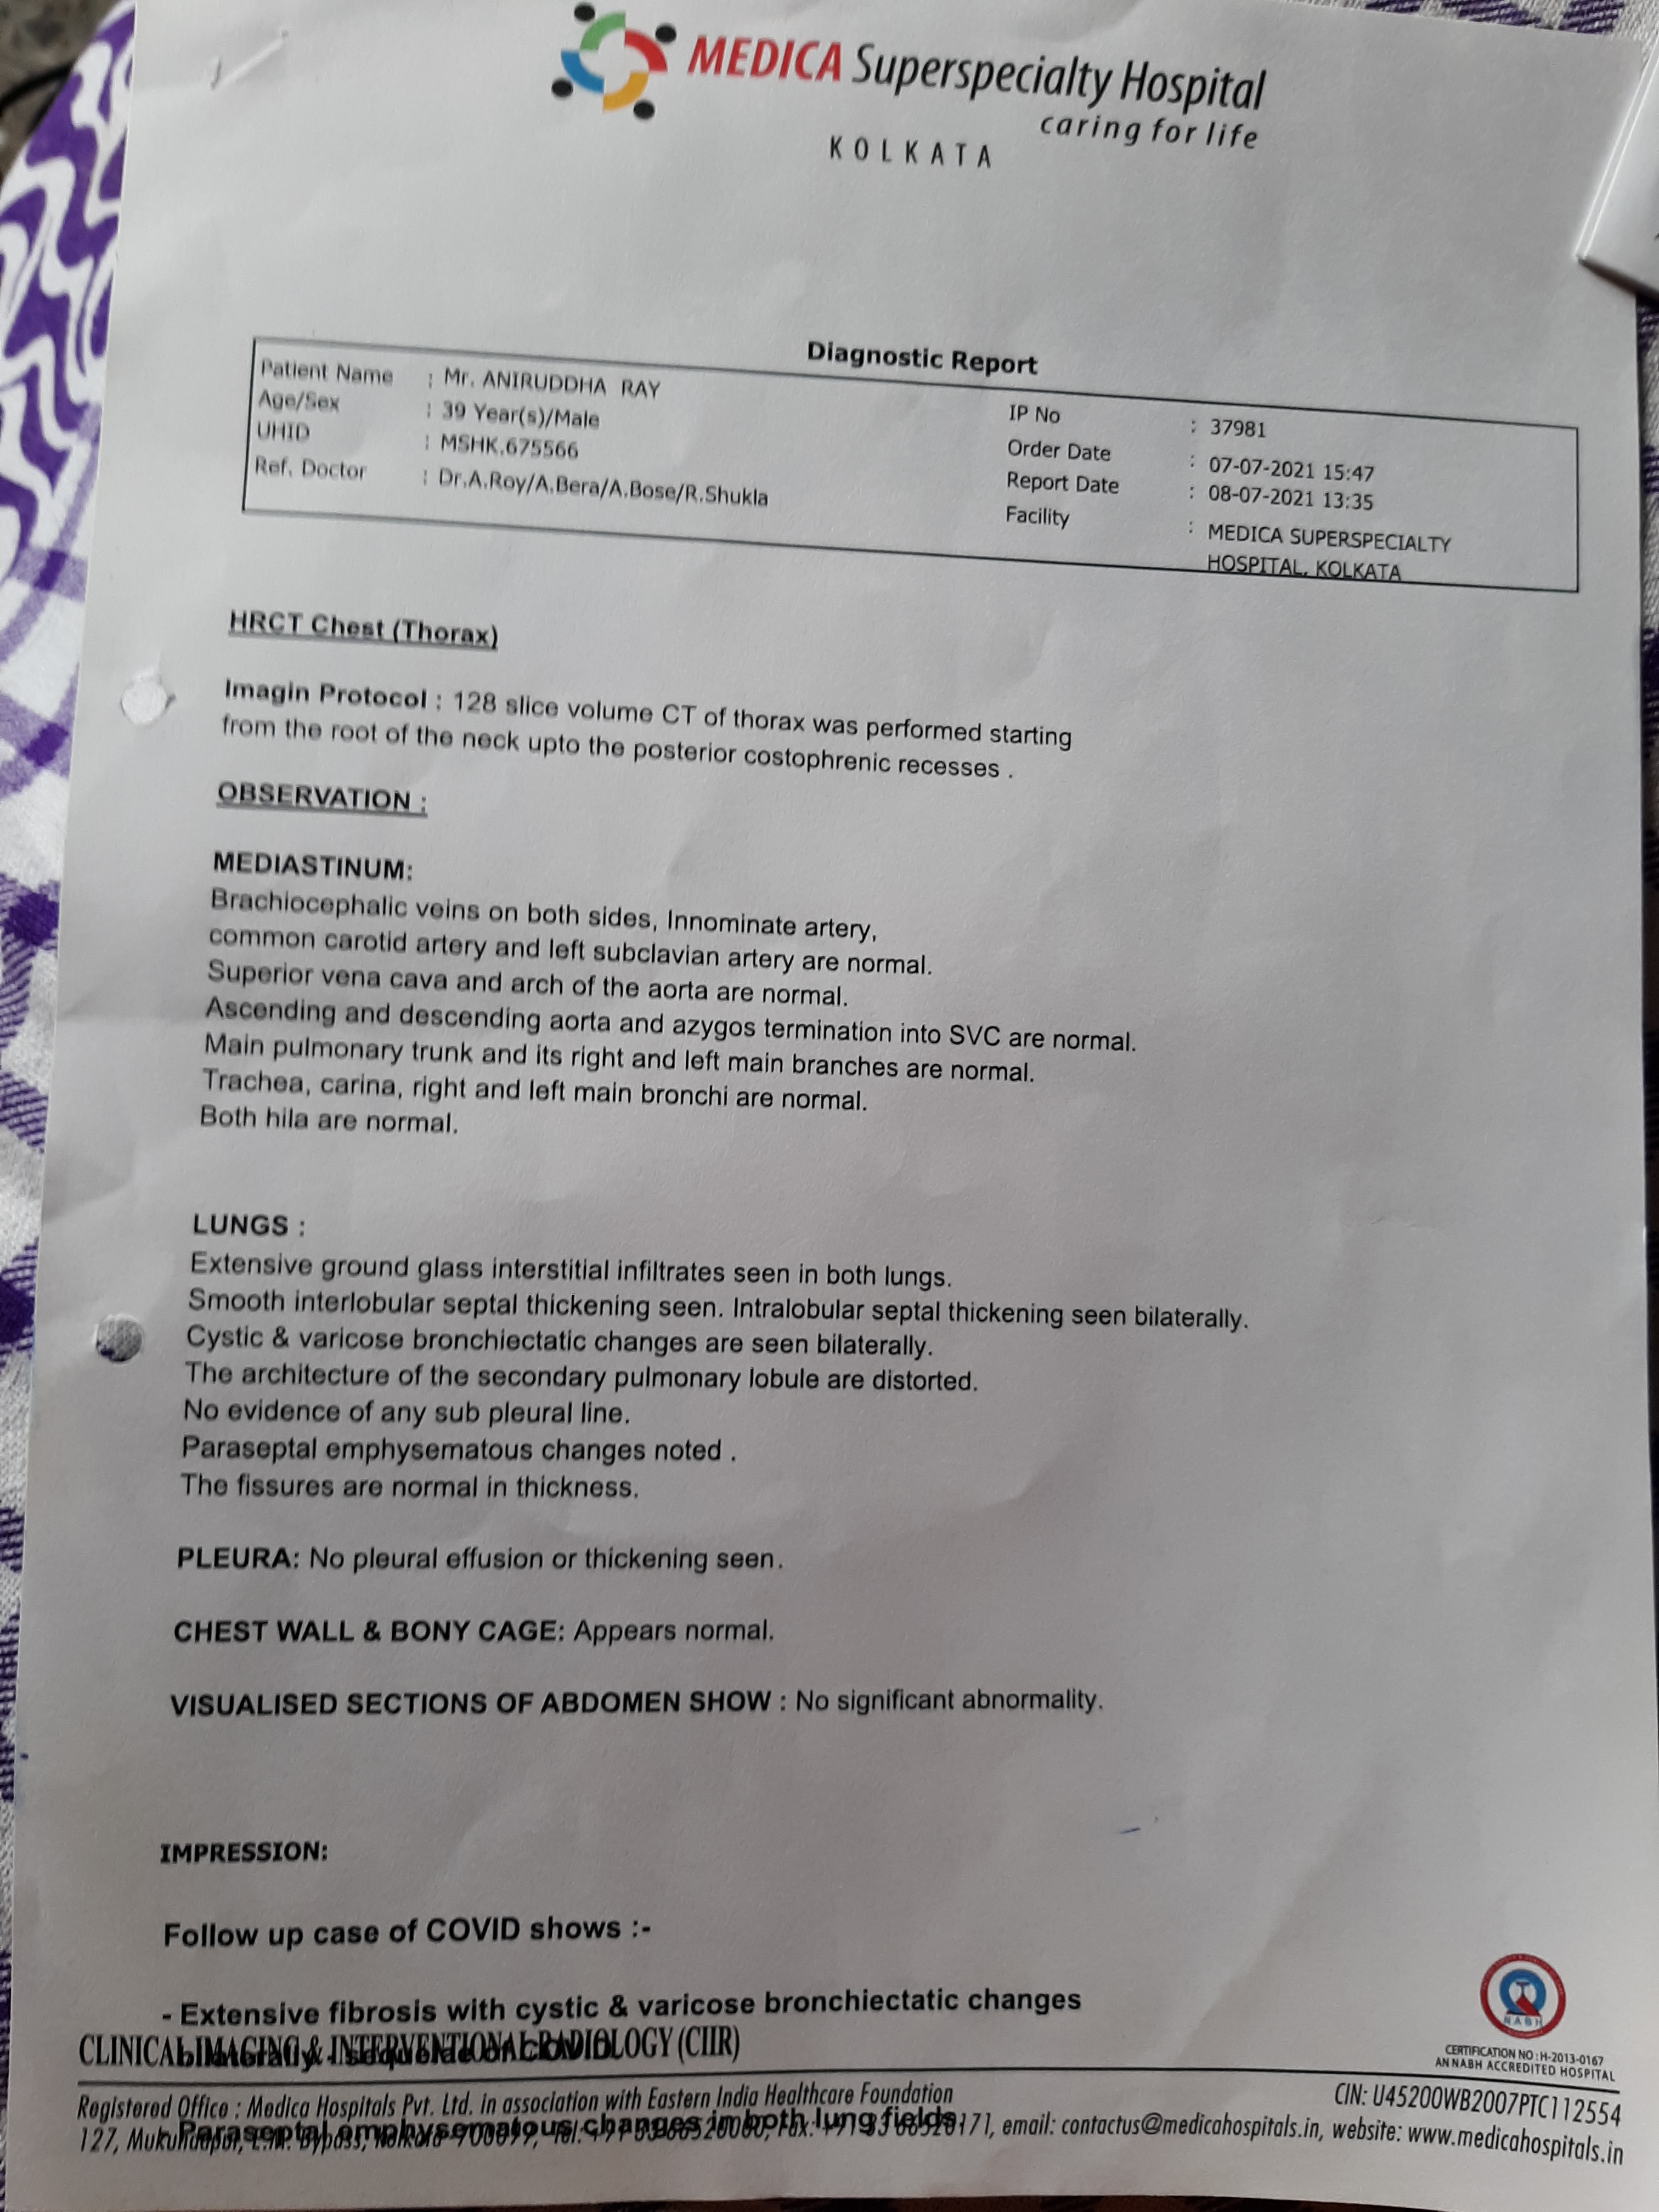 MEDICA Superspecialty Hospital
caring for life
KOLKATA
Diagnostic Report
Patient Name : Mr. ANIRUDDHA RAY
Age/Sex : 39 Year(s)/Male
UHID : MSHK.675566
Ref. Doctor : Dr.A.Roy/A.Bera/A.Bose/R.Shukla
IP No : 37981
Order Date : 07-07-2021 15:47
Report Date : 08-07-2021 13:35
Facility : MEDICA SUPERSPECIALTY
HOSPITAL, KOLKATA
HRCT Chest (Thorax)
Imagin Protocol : 128 slice volume CT of thorax was performed starting
from the root of the neck upto the posterior costophrenic recesses .
OBSERVATION :
MEDIASTINUM:
Brachiocephalic veins on both sides, Innominate artery,
common carotid artery and left subclavian artery are normal.
Superior vena cava and arch of the aorta are normal.
Ascending and descending aorta and azygos termination into SVC are normal.
Main pulmonary trunk and its right and left main branches are normal.
Trachea, carina, right and left main bronchi are normal.
Both hila are normal.
LUNGS :
Extensive ground glass interstitial infiltrates seen in both lungs.
Smooth interlobular septal thickening seen. Intralobular septal thickening seen bilaterally.
Cystic & varicose bronchiectatic changes are seen bilaterally.
The architecture of the secondary pulmonary lobule are distorted.
No evidence of any sub pleural line.
Paraseptal emphysematous changes noted .
The fissures are normal in thickness.
PLEURA: No pleural effusion or thickening seen.
CHEST WALL & BONY CAGE: Appears normal.
VISUALISED SECTIONS OF ABDOMEN SHOW : No significant abnormality.
IMPRESSION:
Follow up case of COVID shows :-
- Extensive fibrosis with cystic & varicose bronchiectatic changes
bilaterally - sequelae of COVID.
CLINICAL IMAGING & INTERVENTIONAL RADIOLOGY (CIIR)
NABH
CERTIFICATION NO : H-2013-0167
AN NABH ACCREDITED HOSPITAL
Registered Office : Medica Hospitals Pvt. Ltd. in association with Eastern India Healthcare Foundation
CIN: U45200WB2007PTC112554
- Paraseptal emphysematous changes in both lung fields.
127, Mukundapur, E.M. Bypass, Kolkata - 700099, email: contactus@medicahospitals.in, website: www.medicahospitals.in